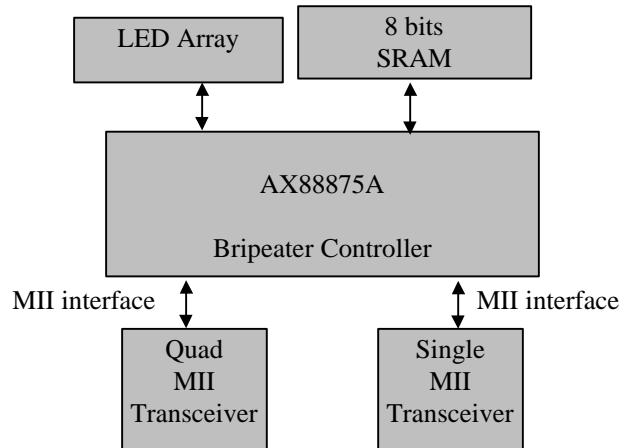 LED Array
8 bits
SRAM
AX88875A
Bripeater Controller
MII interface
MII interface
Quad
MII
Transceiver
Single
MII
Transceiver